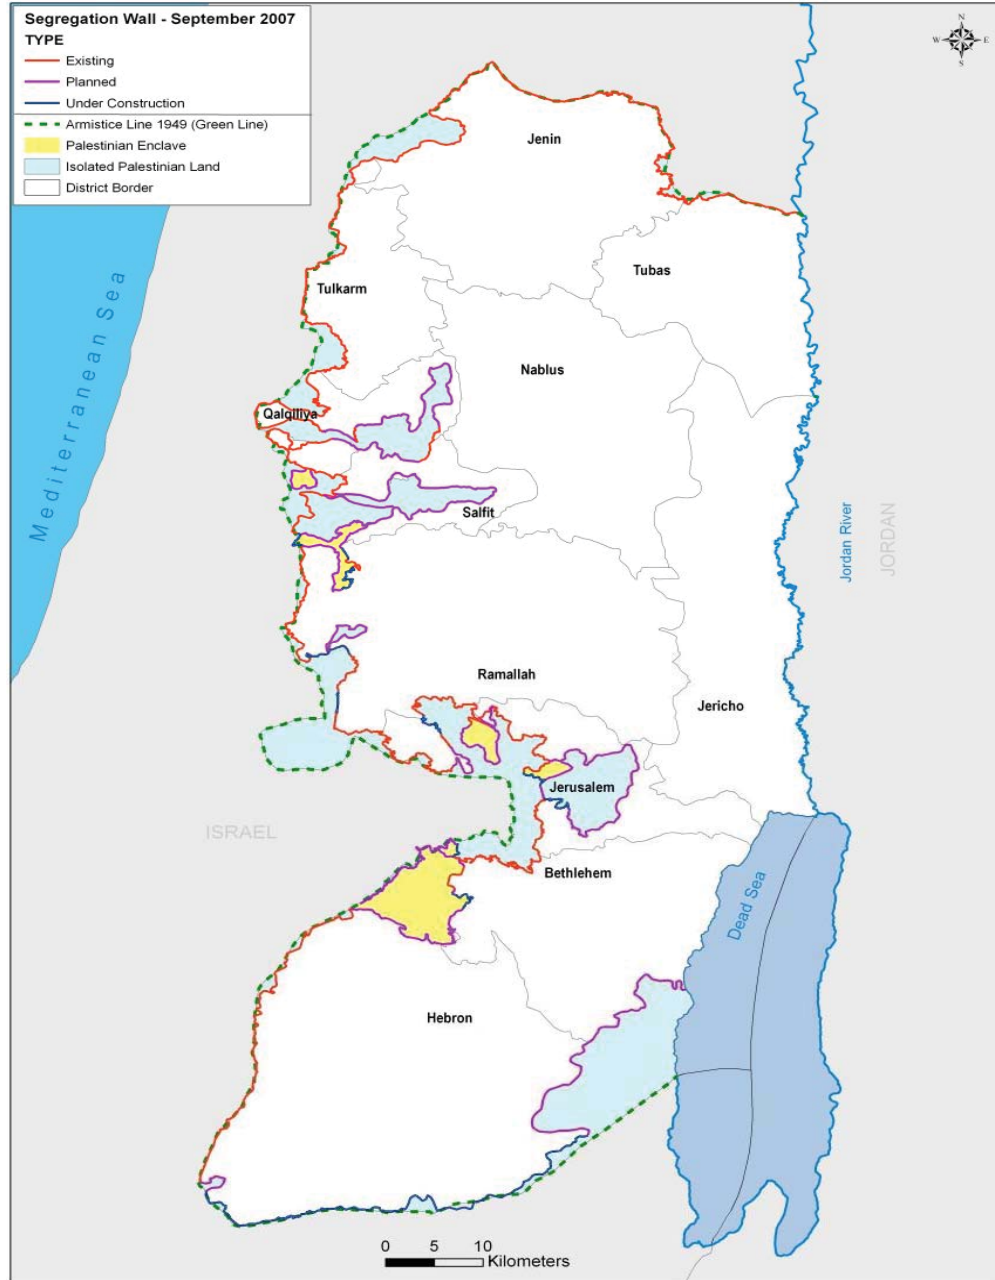 Segregation Wall - September 2007
TYPE
Existing
Planned
Under Construction
Armistice Line 1949 (Green Line)
Palestinian Enclave
Isolated Palestinian Land
District Border
N
W E
S
Jenin
Tubas
Tulkarm
Nablus
Mediterranean Sea
Qalqiliya
Salfit
Jordan River
JORDAN
Ramallah
Jericho
Jerusalem
ISRAEL
Bethlehem
Dead Sea
Hebron
0 5 10
Kilometers